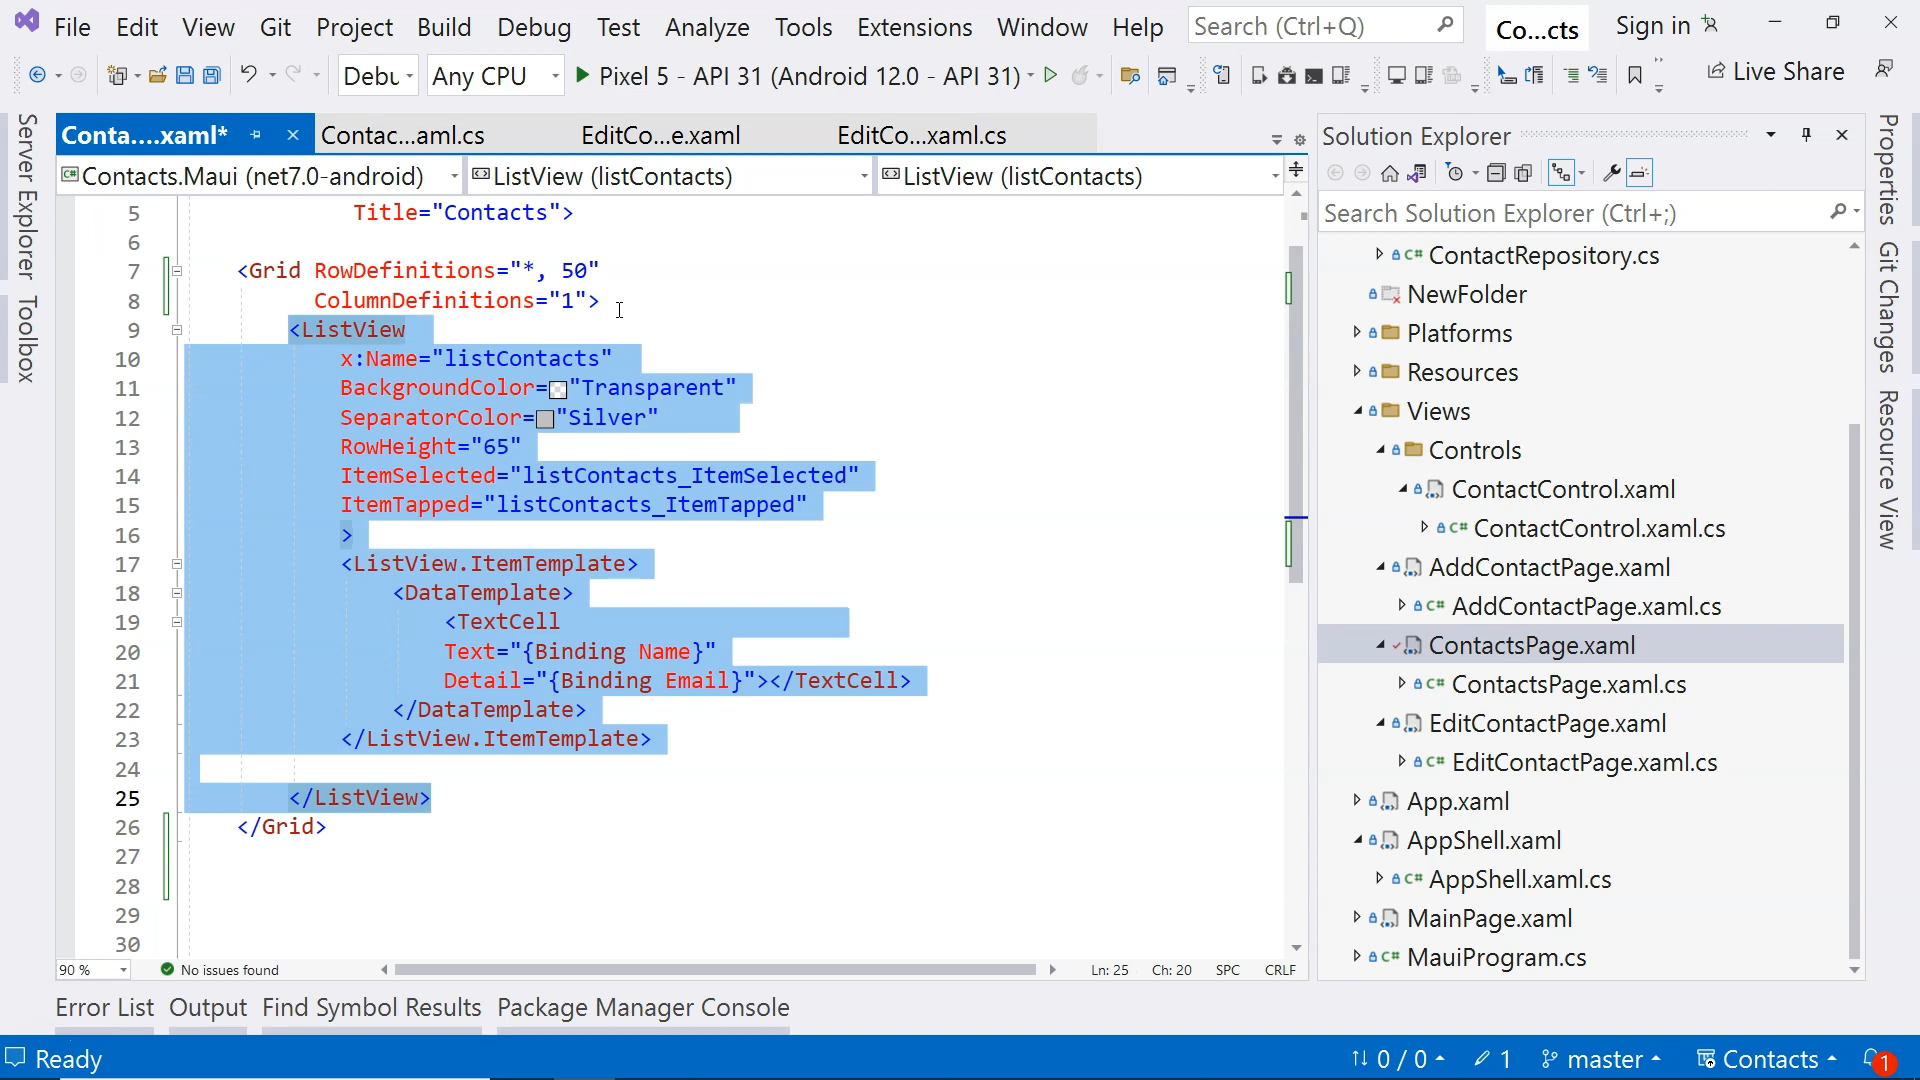 File Edit View Git Project Build Debug Test Analyze Tools Extensions Window Help Search (Ctrl+Q) Co...cts Sign in
Debu Any CPU Pixel 5 - API 31 (Android 12.0 - API 31) Live Share
Server Explorer
Toolbox
Conta....xaml* Contac...aml.cs EditCo...e.xaml EditCo...xaml.cs
Contacts.Maui (net7.0-android) ListView (listContacts) ListView (listContacts)
5 Title="Contacts">
6
7 <Grid RowDefinitions="*, 50"
8 ColumnDefinitions="1">
9 <ListView
10 x:Name="listContacts"
11 BackgroundColor="Transparent"
12 SeparatorColor="Silver"
13 RowHeight="65"
14 ItemSelected="listContacts_ItemSelected"
15 ItemTapped="listContacts_ItemTapped"
16 >
17 <ListView.ItemTemplate>
18 <DataTemplate>
19 <TextCell
20 Text="{Binding Name}"
21 Detail="{Binding Email}"></TextCell>
22 </DataTemplate>
23 </ListView.ItemTemplate>
24
25 </ListView>
26 </Grid>
27
28
29
30
90 % No issues found Ln: 25 Ch: 20 SPC CRLF
Solution Explorer
Search Solution Explorer (Ctrl+;)
C# ContactRepository.cs
NewFolder
Platforms
Resources
Views
Controls
ContactControl.xaml
C# ContactControl.xaml.cs
AddContactPage.xaml
C# AddContactPage.xaml.cs
ContactsPage.xaml
C# ContactsPage.xaml.cs
EditContactPage.xaml
C# EditContactPage.xaml.cs
App.xaml
AppShell.xaml
C# AppShell.xaml.cs
MainPage.xaml
C# MauiProgram.cs
Properties
Git Changes
Resource View
Error List Output Find Symbol Results Package Manager Console
Ready 0 / 0 1 master Contacts 1